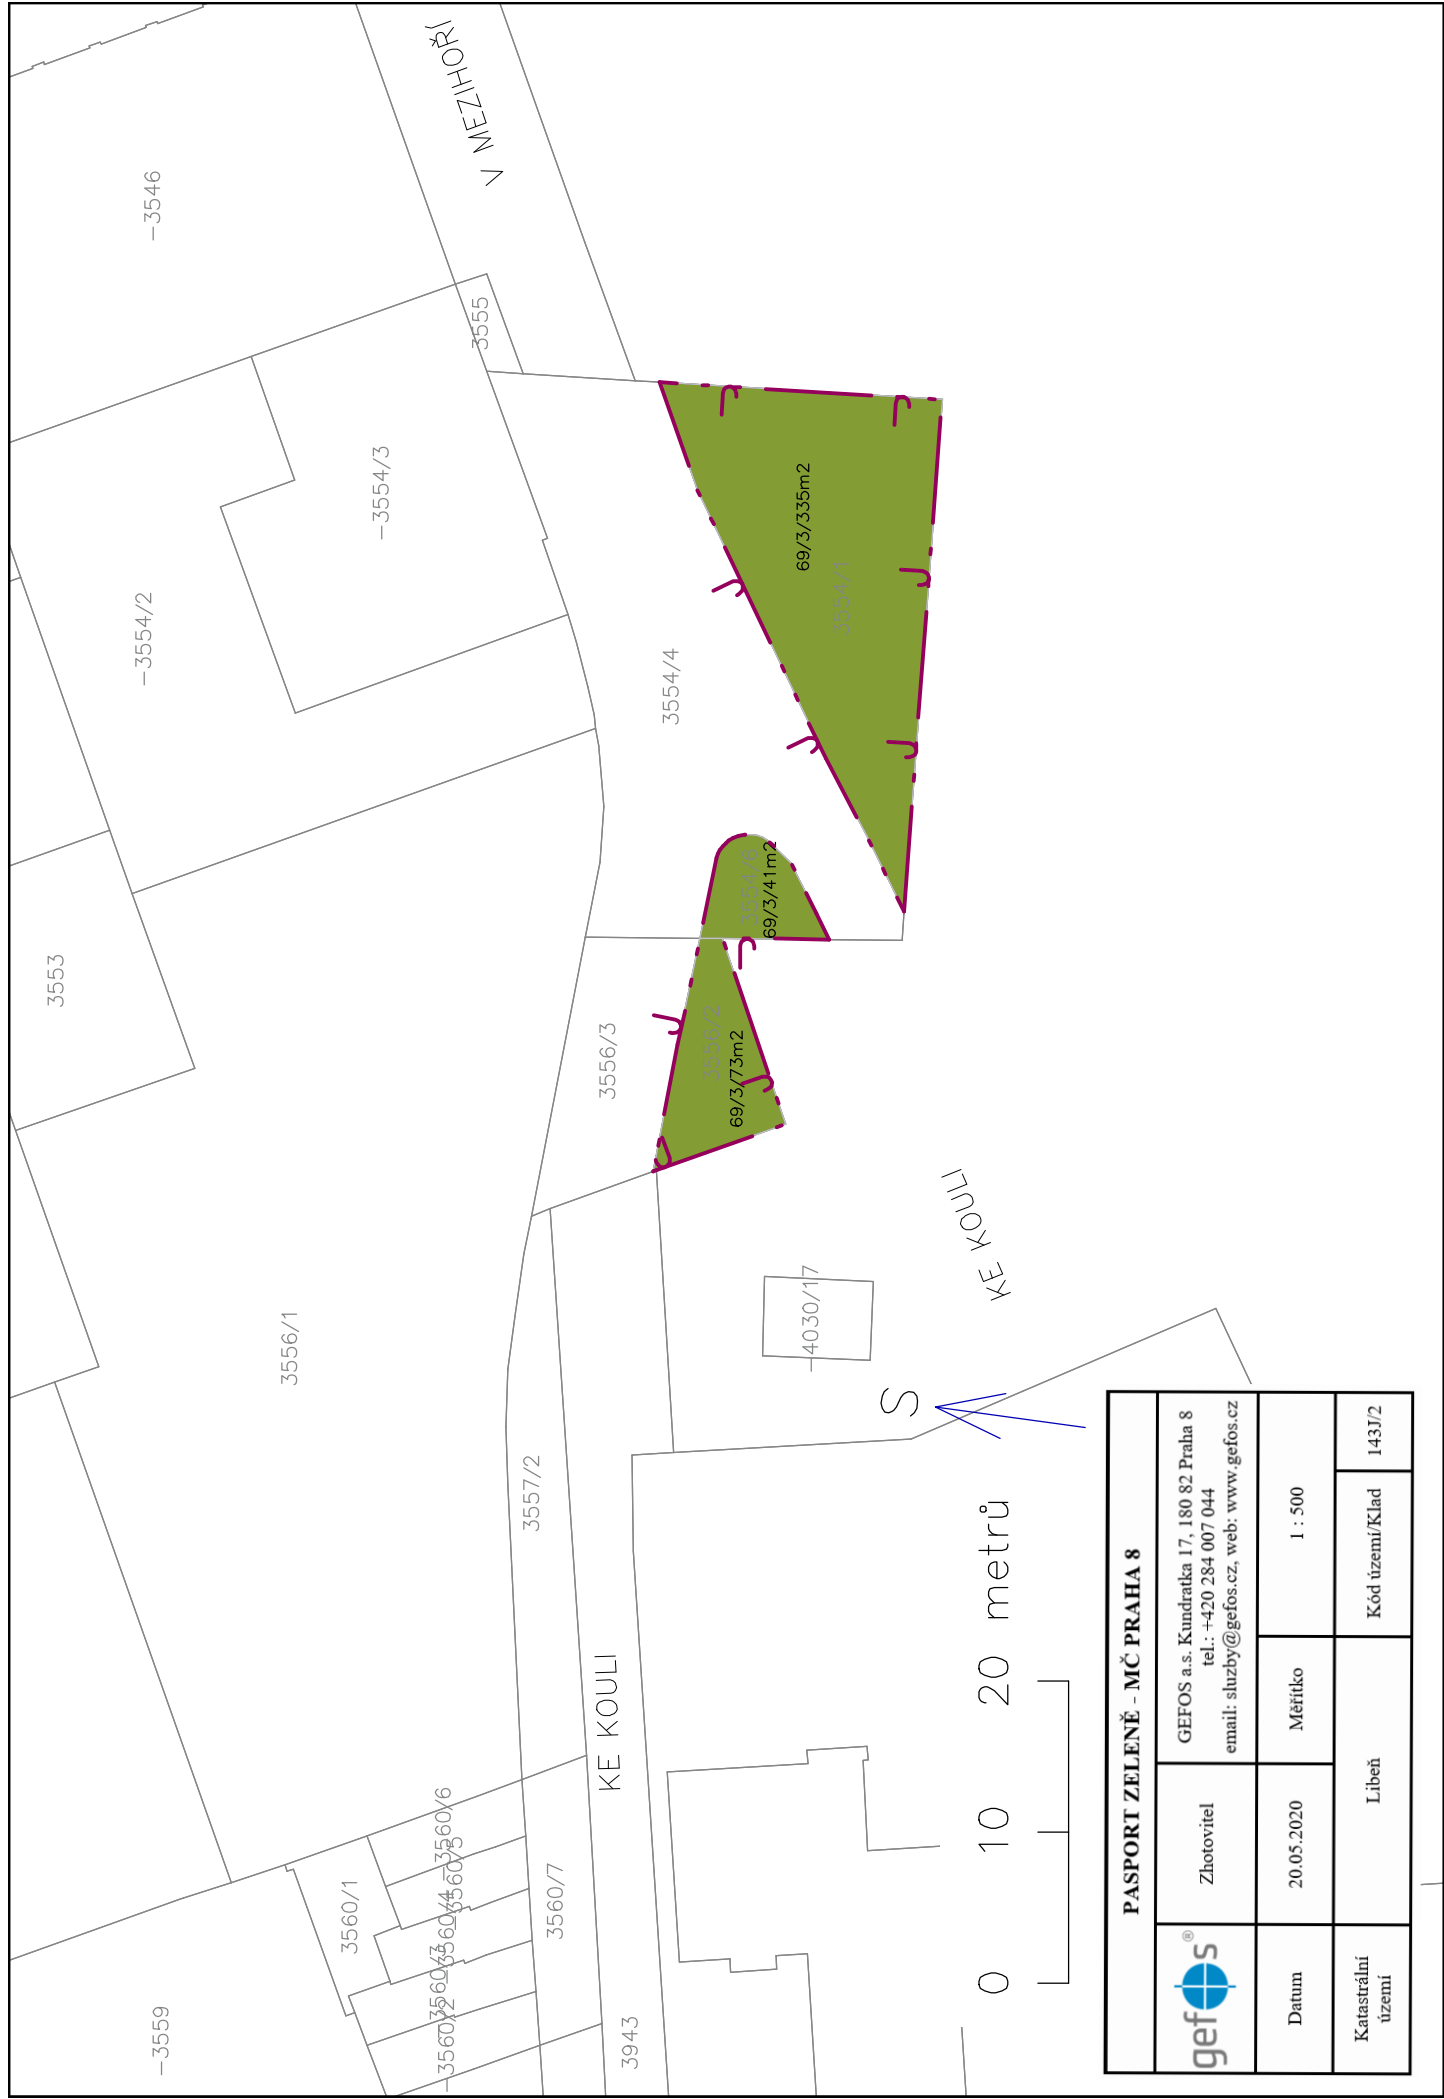 3559
3560/1
3560/2
3560/3
3560/4
3560/5
3560/6
3560/7
3943
KE KOULI
3557/2
3556/1
3553
3556/3
3554/2
3554/3
3554/4
3555
3546
V MEZIHOŘÍ
69/3/335m2
3554/1
69/3/41m2
69/3/73m2
3556/2
4030/17
KE KOULI
S
0 10 20 metrů
PASPORT ZELENĚ - MČ PRAHA 8
gefos®
Zhotovitel
GEFOS a.s. Kundratka 17, 180 82 Praha 8
tel.: +420 284 007 044
email: sluzby@gefos.cz, web: www.gefos.cz
Datum
20.05.2020
Měřítko
1 : 500
Katastrální
území
Libeň
Kód území/Klad
143J/2